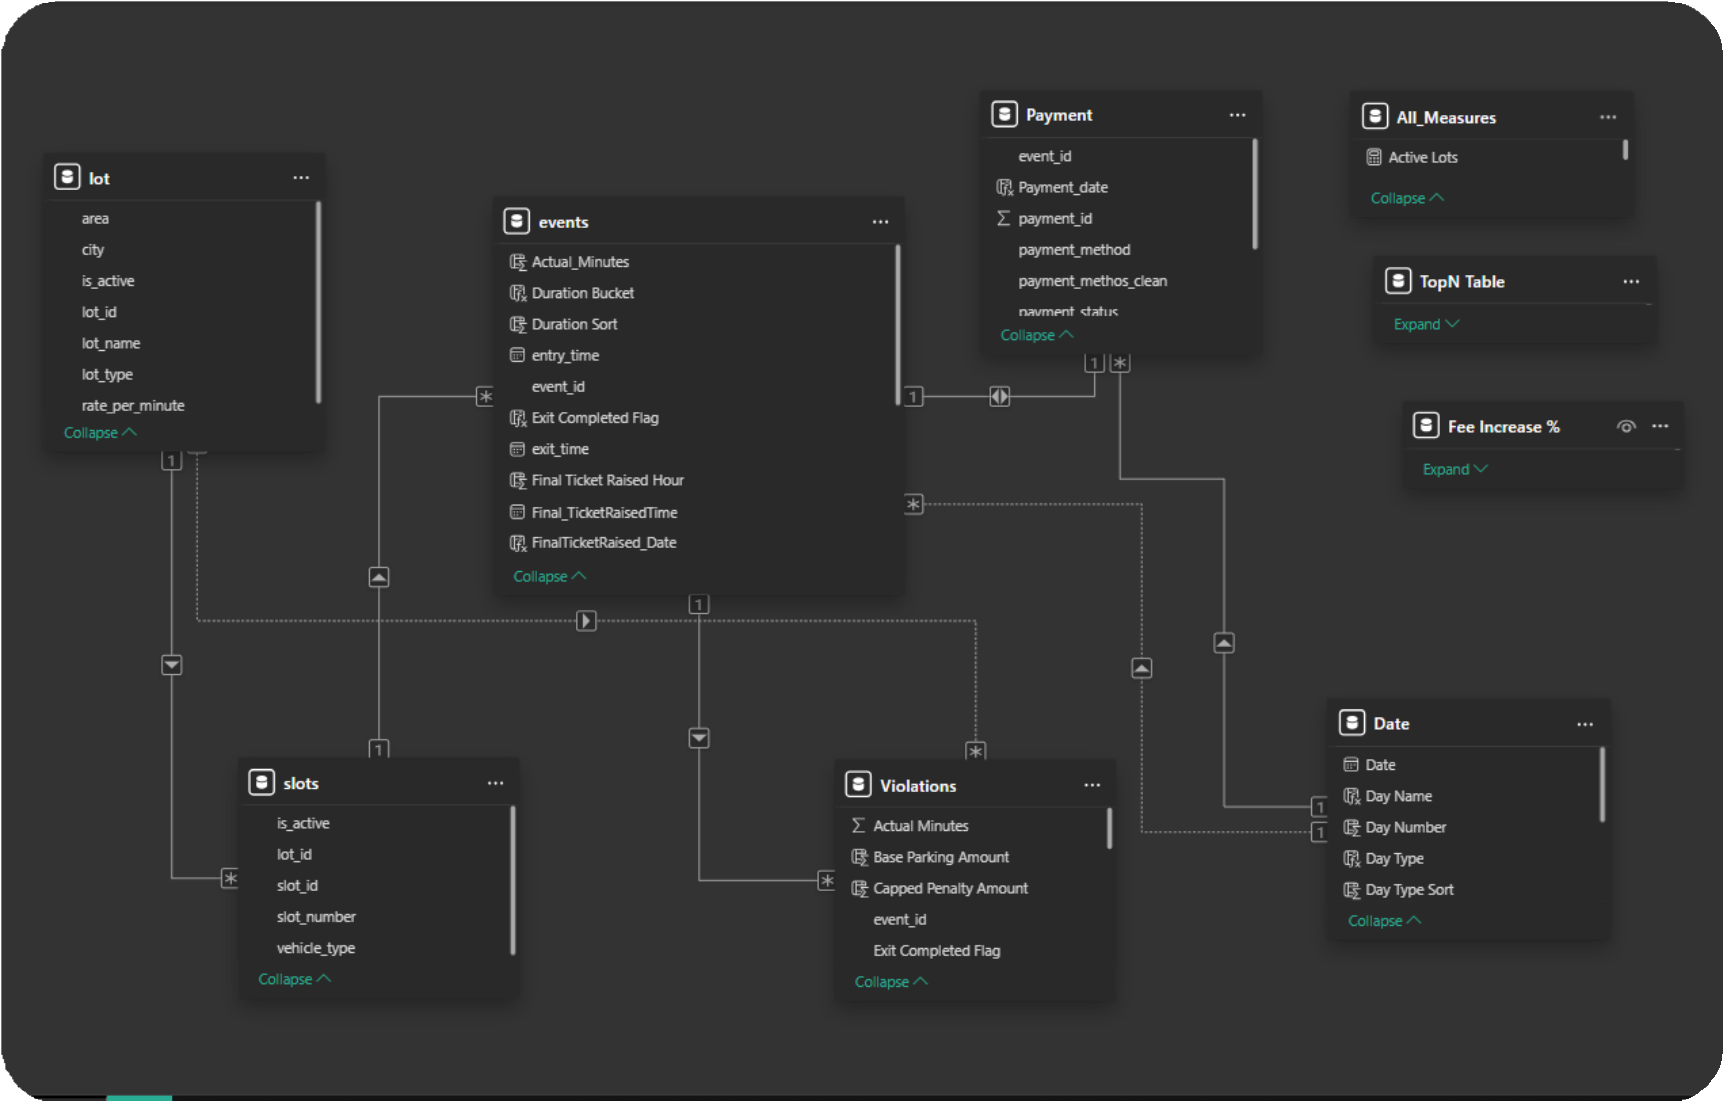 lot
area
city
is_active
lot_id
lot_name
lot_type
rate_per_minute
Collapse
events
Actual_Minutes
Duration Bucket
Duration Sort
entry_time
event_id
Exit Completed Flag
exit_time
Final Ticket Raised Hour
Final_TicketRaisedTime
FinalTicketRaised_Date
Collapse
Payment
event_id
Payment_date
payment_id
payment_method
payment_methos_clean
payment_status
Collapse
All_Measures
Active Lots
Collapse
TopN Table
Expand
Fee Increase %
Expand
1
*
1
*
1
*
1
1
*
1
*
*
slots
is_active
lot_id
slot_id
slot_number
vehicle_type
Collapse
Violations
Actual Minutes
Base Parking Amount
Capped Penalty Amount
event_id
Exit Completed Flag
Collapse
Date
Date
Day Name
Day Number
Day Type
Day Type Sort
Collapse
1
1